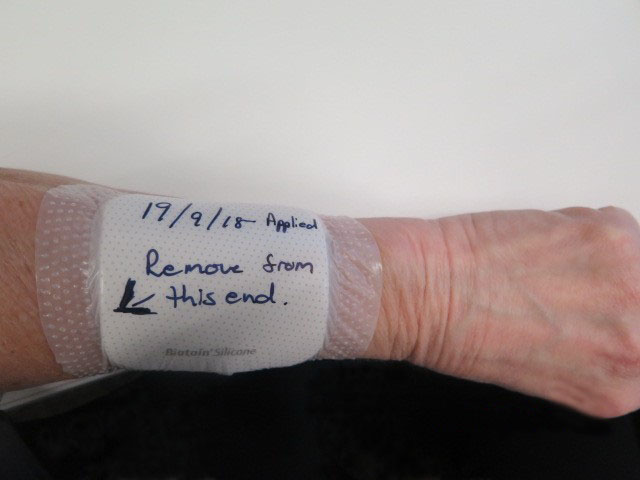 19/9/18 Applied
Remove from
this end.
Biatain® Silicone